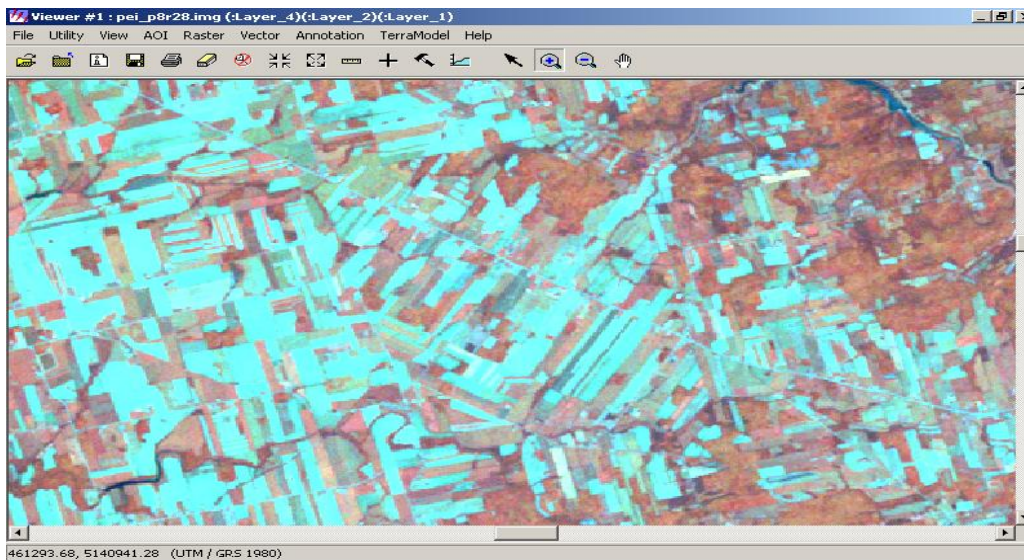 Viewer #1 : pei_p8r28.img (:Layer_4)(:Layer_2)(:Layer_1)
File Utility View AOI Raster Vector Annotation TerraModel Help
461293.68, 5140941.28 (UTM / GRS 1980)